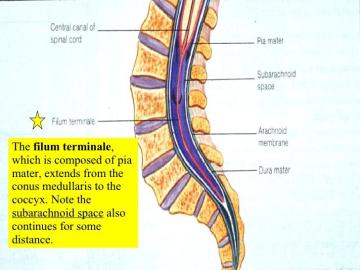 Central canal of
spinal cord
Pia mater
Subarachnoid
space
Filum terminale
Arachnoid
membrane
Dura mater
The filum terminale,
which is composed of pia
mater, extends from the
conus medullaris to the
coccyx. Note the
subarachnoid space also
continues for some
distance.